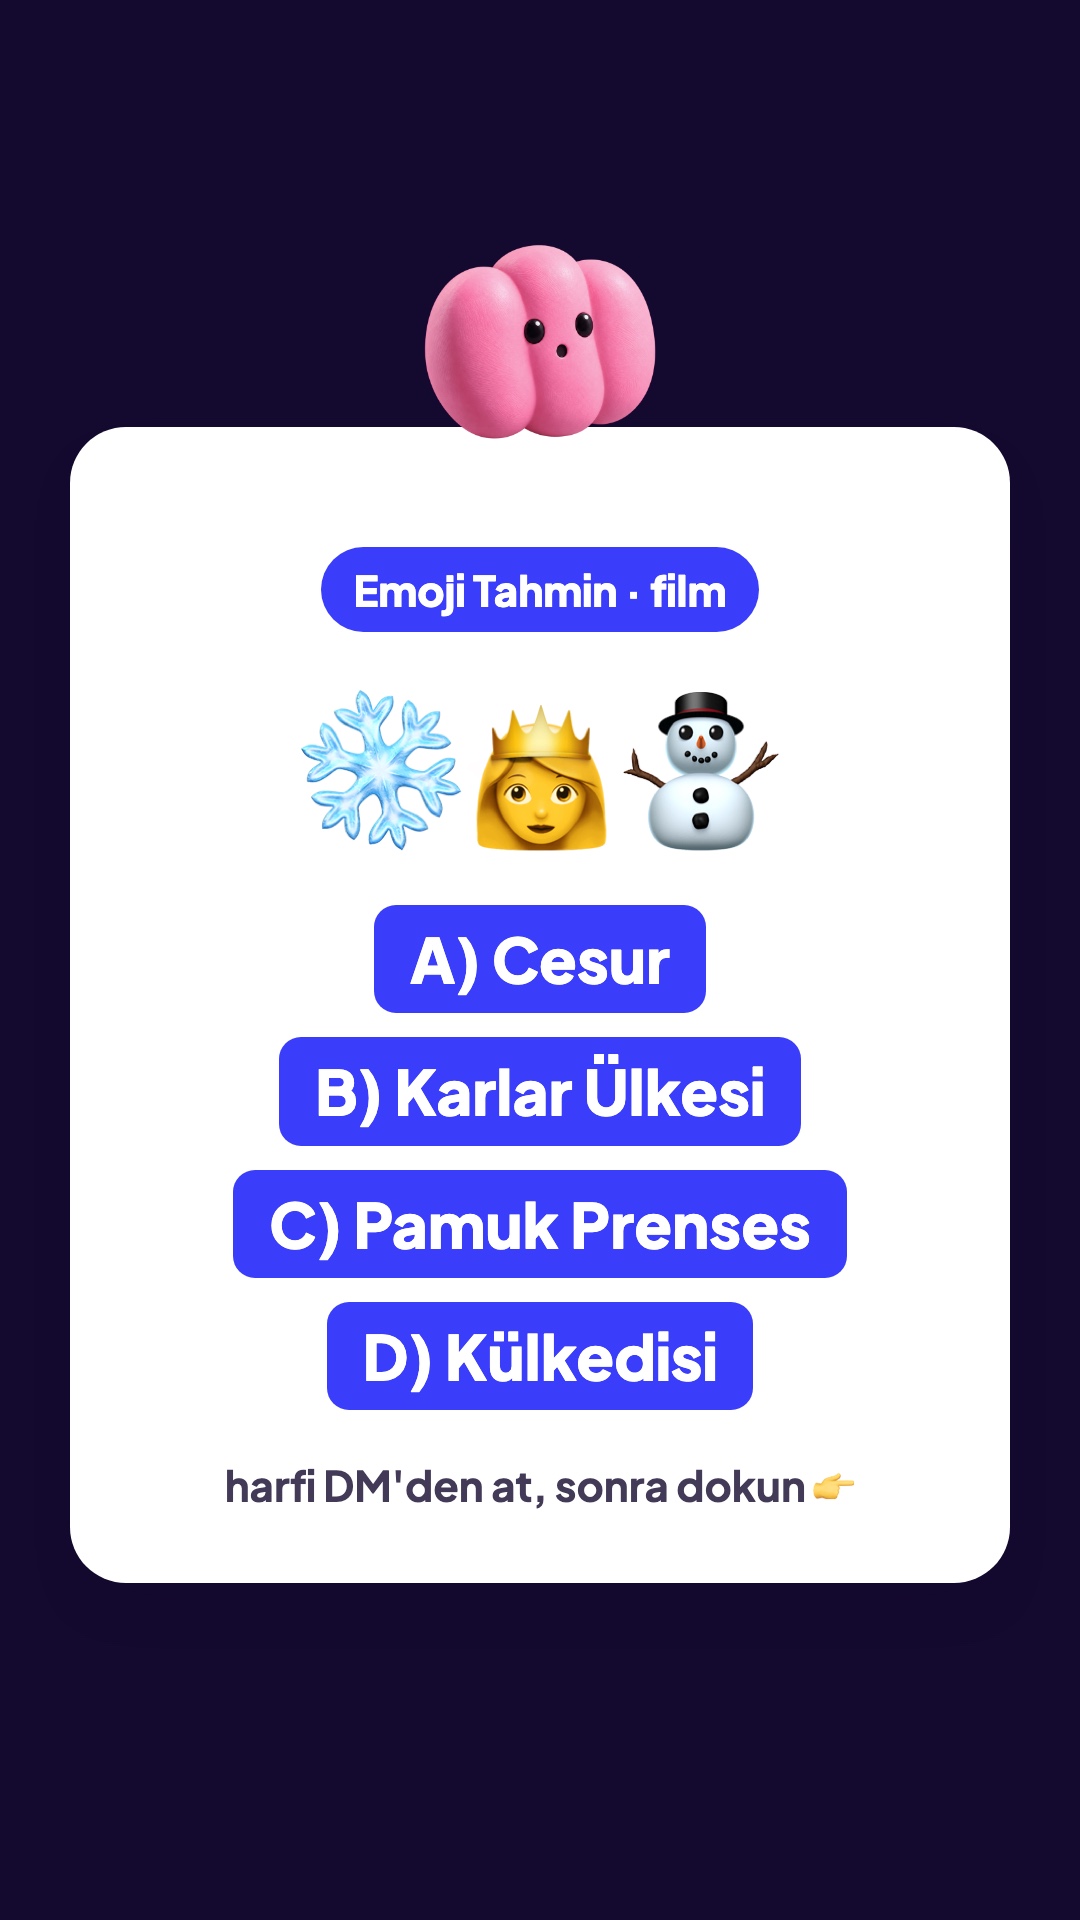 Emoji Tahmin · film
❄️👸⛄
A) Cesur
B) Karlar Ülkesi
C) Pamuk Prenses
D) Külkedisi
harfi DM'den at, sonra dokun 👉